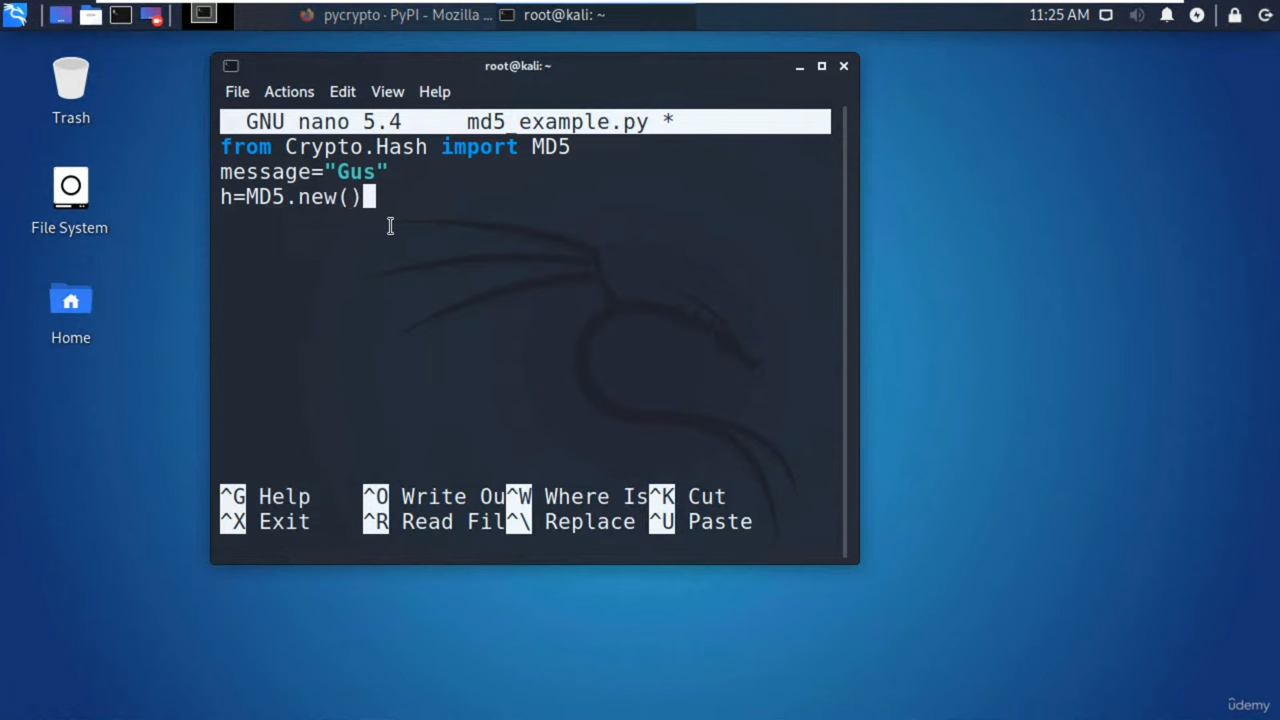 pycrypto · PyPI - Mozilla ...
root@kali: ~
11:25 AM
Trash
File System
Home
root@kali: ~
File Actions Edit View Help
GNU nano 5.4 md5_example.py *
from Crypto.Hash import MD5
message="Gus"
h=MD5.new()
^G Help ^O Write Ou^W Where Is^K Cut
^X Exit ^R Read Fil^\ Replace ^U Paste
ûdemy